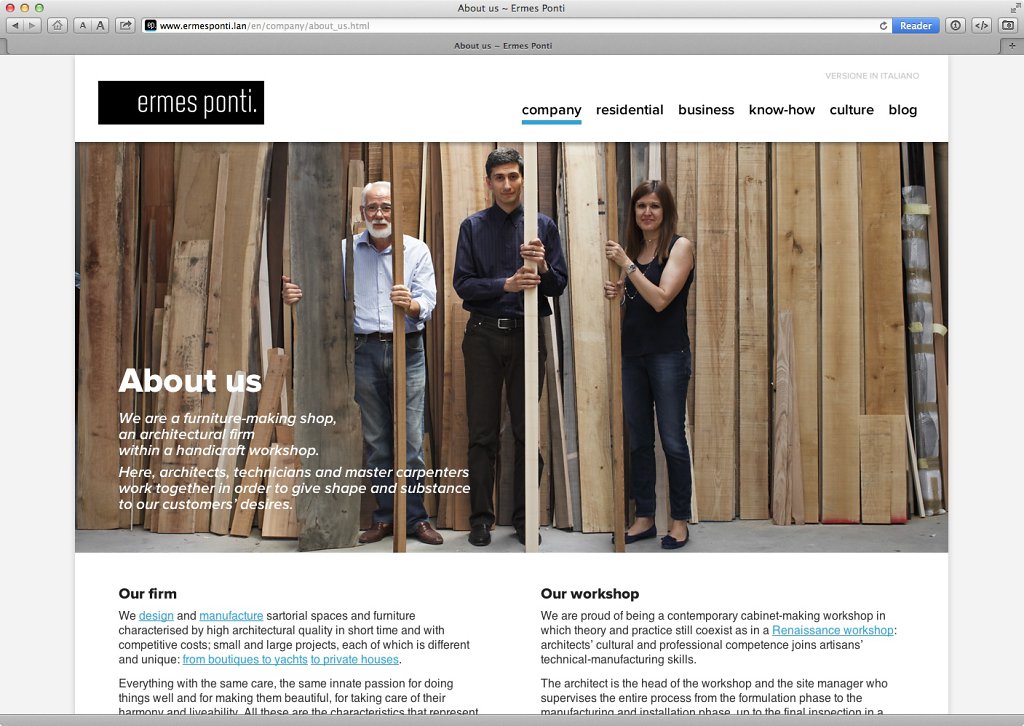 About us ~ Ermes Ponti
A A
ep
www.ermesponti.lan/en/company/about_us.html
Reader
</>
About us ~ Ermes Ponti
VERSIONE IN ITALIANO
ermes ponti.
company residential business know-how culture blog
About us
We are a furniture-making shop,
an architectural firm
within a handicraft workshop.
Here, architects, technicians and master carpenters
work together in order to give shape and substance
to our customers' desires.
Our firm
We design and manufacture sartorial spaces and furniture
characterised by high architectural quality in short time and with
competitive costs; small and large projects, each of which is different
and unique: from boutiques to yachts to private houses.
Everything with the same care, the same innate passion for doing
things well and for making them beautiful, for taking care of their
harmony and liveability. All these are the characteristics that represent
Our workshop
We are proud of being a contemporary cabinet-making workshop in
which theory and practice still coexist as in a Renaissance workshop:
architects' cultural and professional competence joins artisans'
technical-manufacturing skills.
The architect is the head of the workshop and the site manager who
supervises the entire process from the formulation phase to the
manufacturing and installation phase, up to the final inspection in a